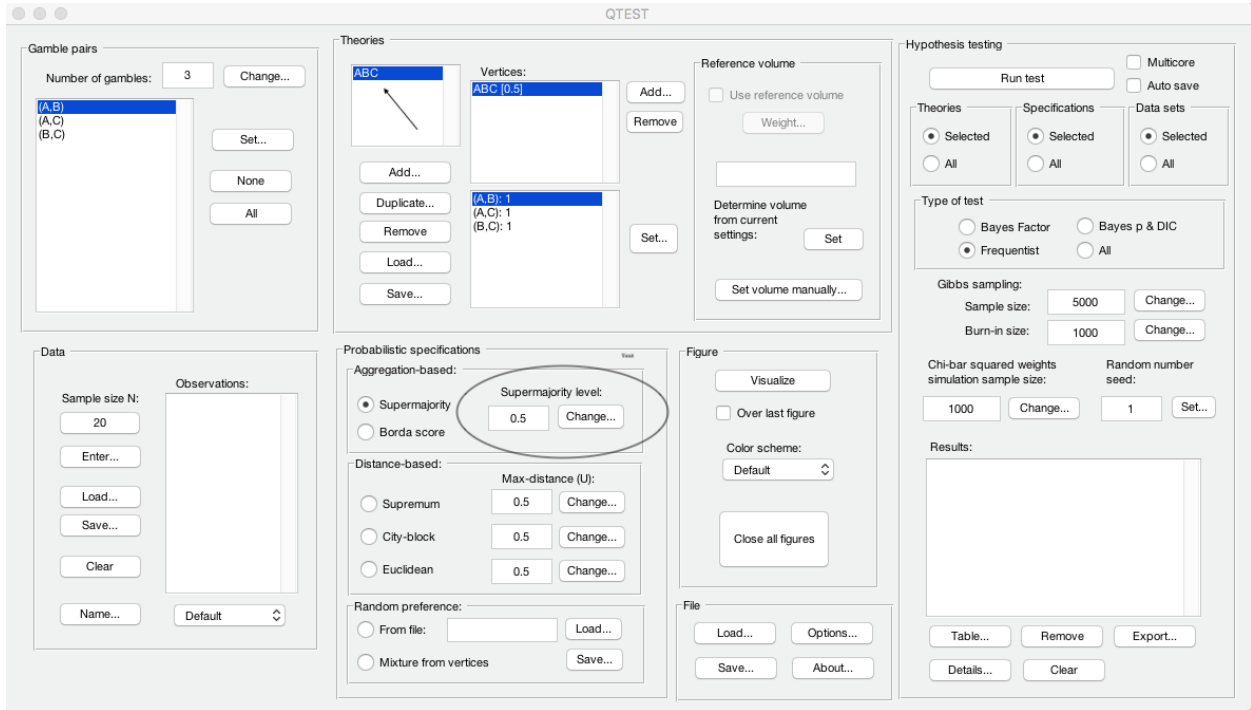 QTEST
Gamble pairs
Number of gambles:
3
Change...
(A,B)
(A,C)
(B,C)
Set...
None
All
Theories
ABC
Vertices:
ABC [0.5]
Add...
Remove
Add...
Duplicate...
Remove
Load...
Save...
(A,B): 1
(A,C): 1
(B,C): 1
Set...
Reference volume
Use reference volume
Weight...
Determine volume
from current
settings:
Set
Set volume manually...
Hypothesis testing
Run test
Multicore
Auto save
Theories
Selected
All
Specifications
Selected
All
Data sets
Selected
All
Type of test
Bayes Factor
Bayes p & DIC
Frequentist
All
Gibbs sampling:
Sample size:
5000
Change...
Burn-in size:
1000
Change...
Chi-bar squared weights
simulation sample size:
1000
Change...
Random number
seed:
1
Set...
Results:
Table...
Remove
Export...
Details...
Clear
Data
Sample size N:
20
Enter...
Load...
Save...
Clear
Name...
Observations:
Default
Probabilistic specifications
Text
Aggregation-based:
Supermajority
Borda score
Supermajority level:
0.5
Change...
Distance-based:
Max-distance (U):
Supremum
0.5
Change...
City-block
0.5
Change...
Euclidean
0.5
Change...
Random preference:
From file:
Load...
Mixture from vertices
Save...
Figure
Visualize
Over last figure
Color scheme:
Default
Close all figures
File
Load...
Options...
Save...
About...